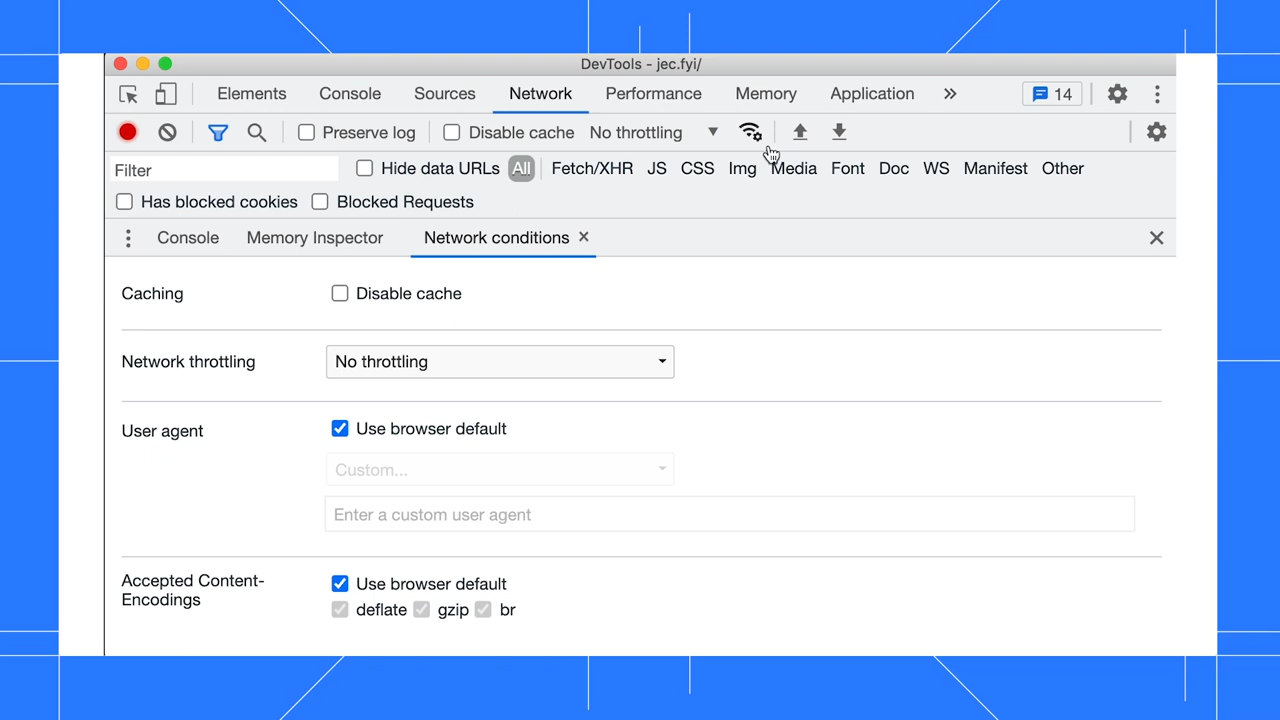 DevTools - jec.fyi/
Elements Console Sources Network Performance Memory Application » 14
Preserve log Disable cache No throttling
Filter Hide data URLs All Fetch/XHR JS CSS Img Media Font Doc WS Manifest Other
Has blocked cookies Blocked Requests
Console Memory Inspector Network conditions
Caching Disable cache
Network throttling No throttling
User agent Use browser default
Custom...
Enter a custom user agent
Accepted Content- Use browser default
Encodings deflate gzip br